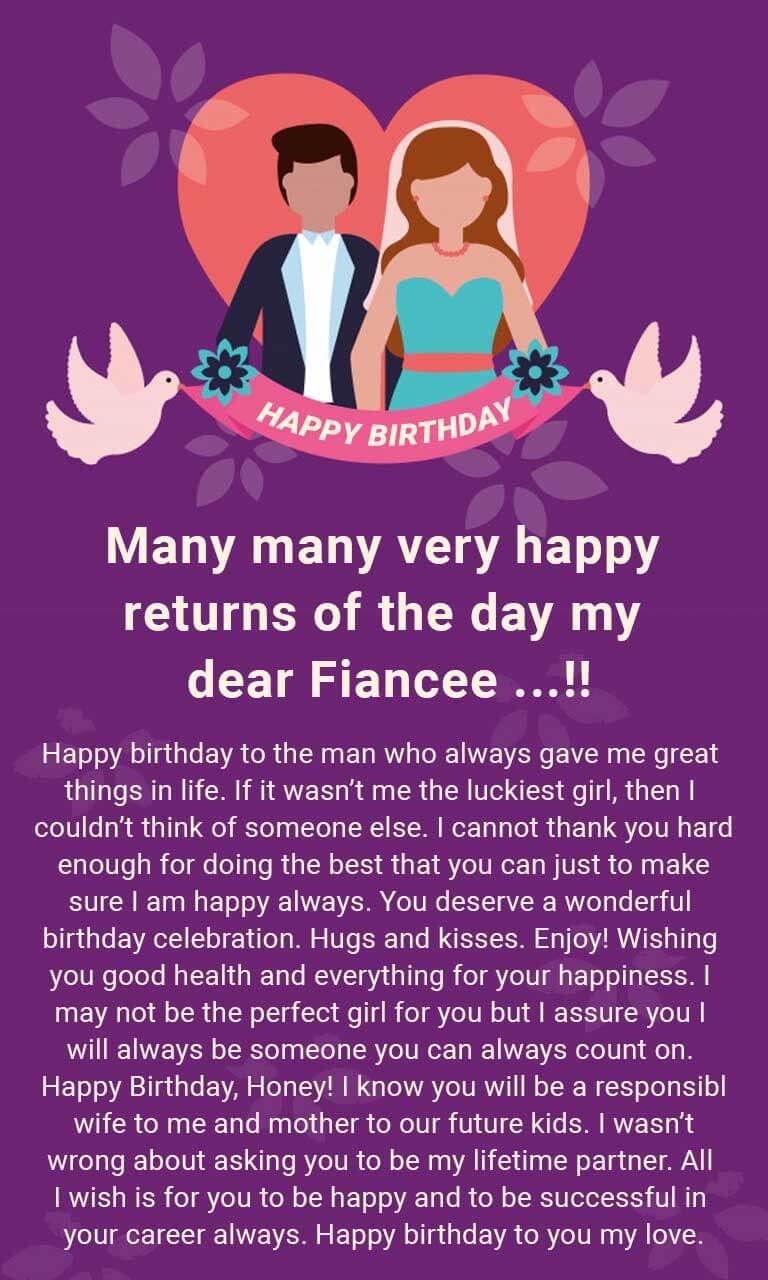 HAPPY BIRTHDAY
Many many very happy
returns of the day my
dear Fiancee ...!!
Happy birthday to the man who always gave me great
things in life. If it wasn’t me the luckiest girl, then I
couldn’t think of someone else. I cannot thank you hard
enough for doing the best that you can just to make
sure I am happy always. You deserve a wonderful
birthday celebration. Hugs and kisses. Enjoy! Wishing
you good health and everything for your happiness. I
may not be the perfect girl for you but I assure you I
will always be someone you can always count on.
Happy Birthday, Honey! I know you will be a responsibl
wife to me and mother to our future kids. I wasn’t
wrong about asking you to be my lifetime partner. All
I wish is for you to be happy and to be successful in
your career always. Happy birthday to you my love.